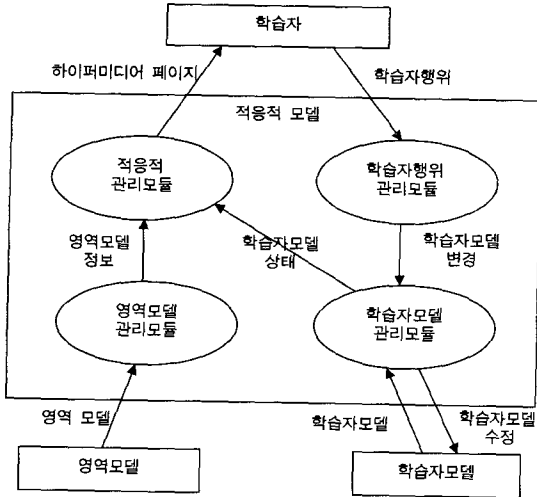 학습자
하이퍼미디어 페이지
학습자행위
적응적 모델
적응적
관리모듈
학습자행위
관리모듈
영역모델
정보
학습자모델
상태
학습자모델
변경
영역모델
관리모듈
학습자모델
관리모듈
영역 모델
학습자모델
학습자모델
수정
영역모델
학습자모델